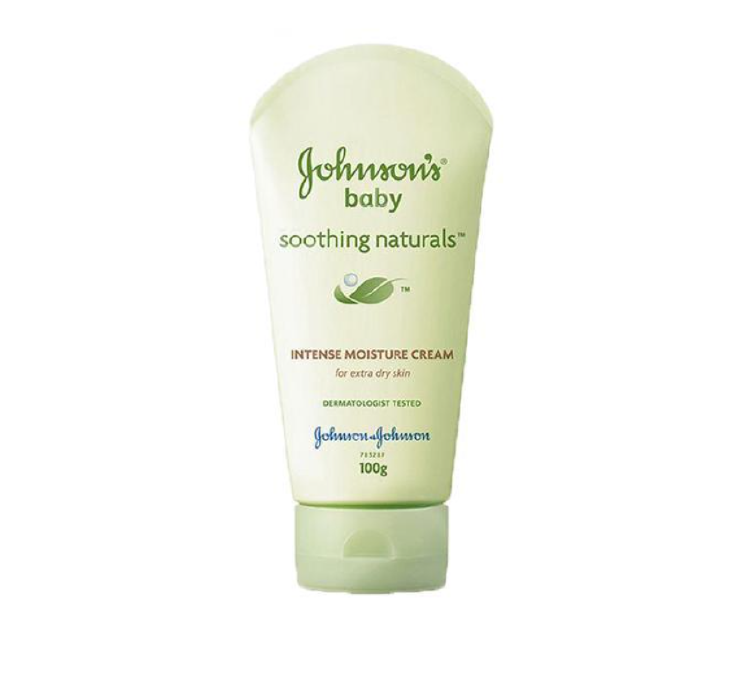 Johnson's®
baby
soothing naturals™
™
INTENSE MOISTURE CREAM
for extra dry skin
DERMATOLOGIST TESTED
Johnson & Johnson
100g